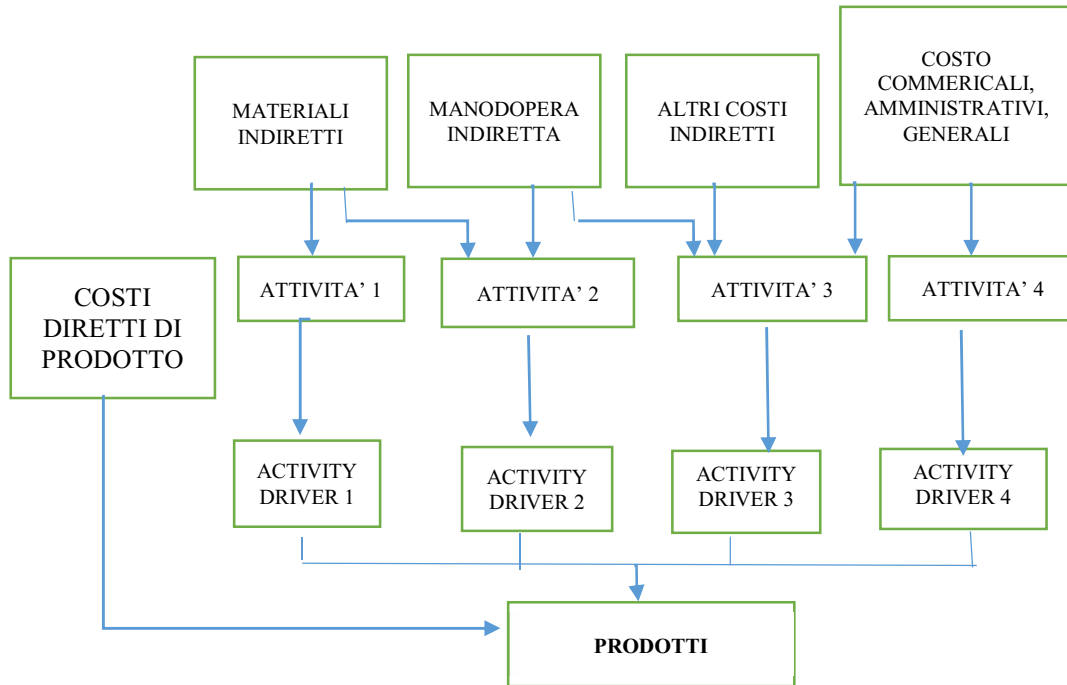 MATERIALI
INDIRETTI
MANODOPERA
INDIRETTA
ALTRI COSTI
INDIRETTI
COSTO
COMMERICALI,
AMMINISTRATIVI,
GENERALI
COSTI
DIRETTI DI
PRODOTTO
ATTIVITA’ 1
ATTIVITA’ 2
ATTIVITA’ 3
ATTIVITA’ 4
ACTIVITY
DRIVER 1
ACTIVITY
DRIVER 2
ACTIVITY
DRIVER 3
ACTIVITY
DRIVER 4
PRODOTTI